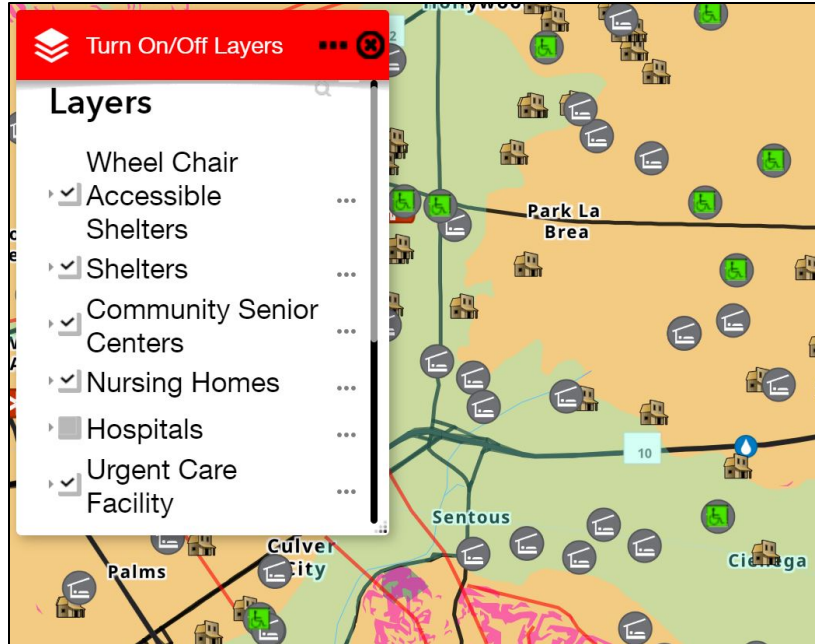 Turn On/Off Layers
Layers
Wheel Chair
Accessible
Shelters
Shelters
Community Senior
Centers
Nursing Homes
Hospitals
Urgent Care
Facility
Park La
Brea
10
Sentous
Culver
City
Palms